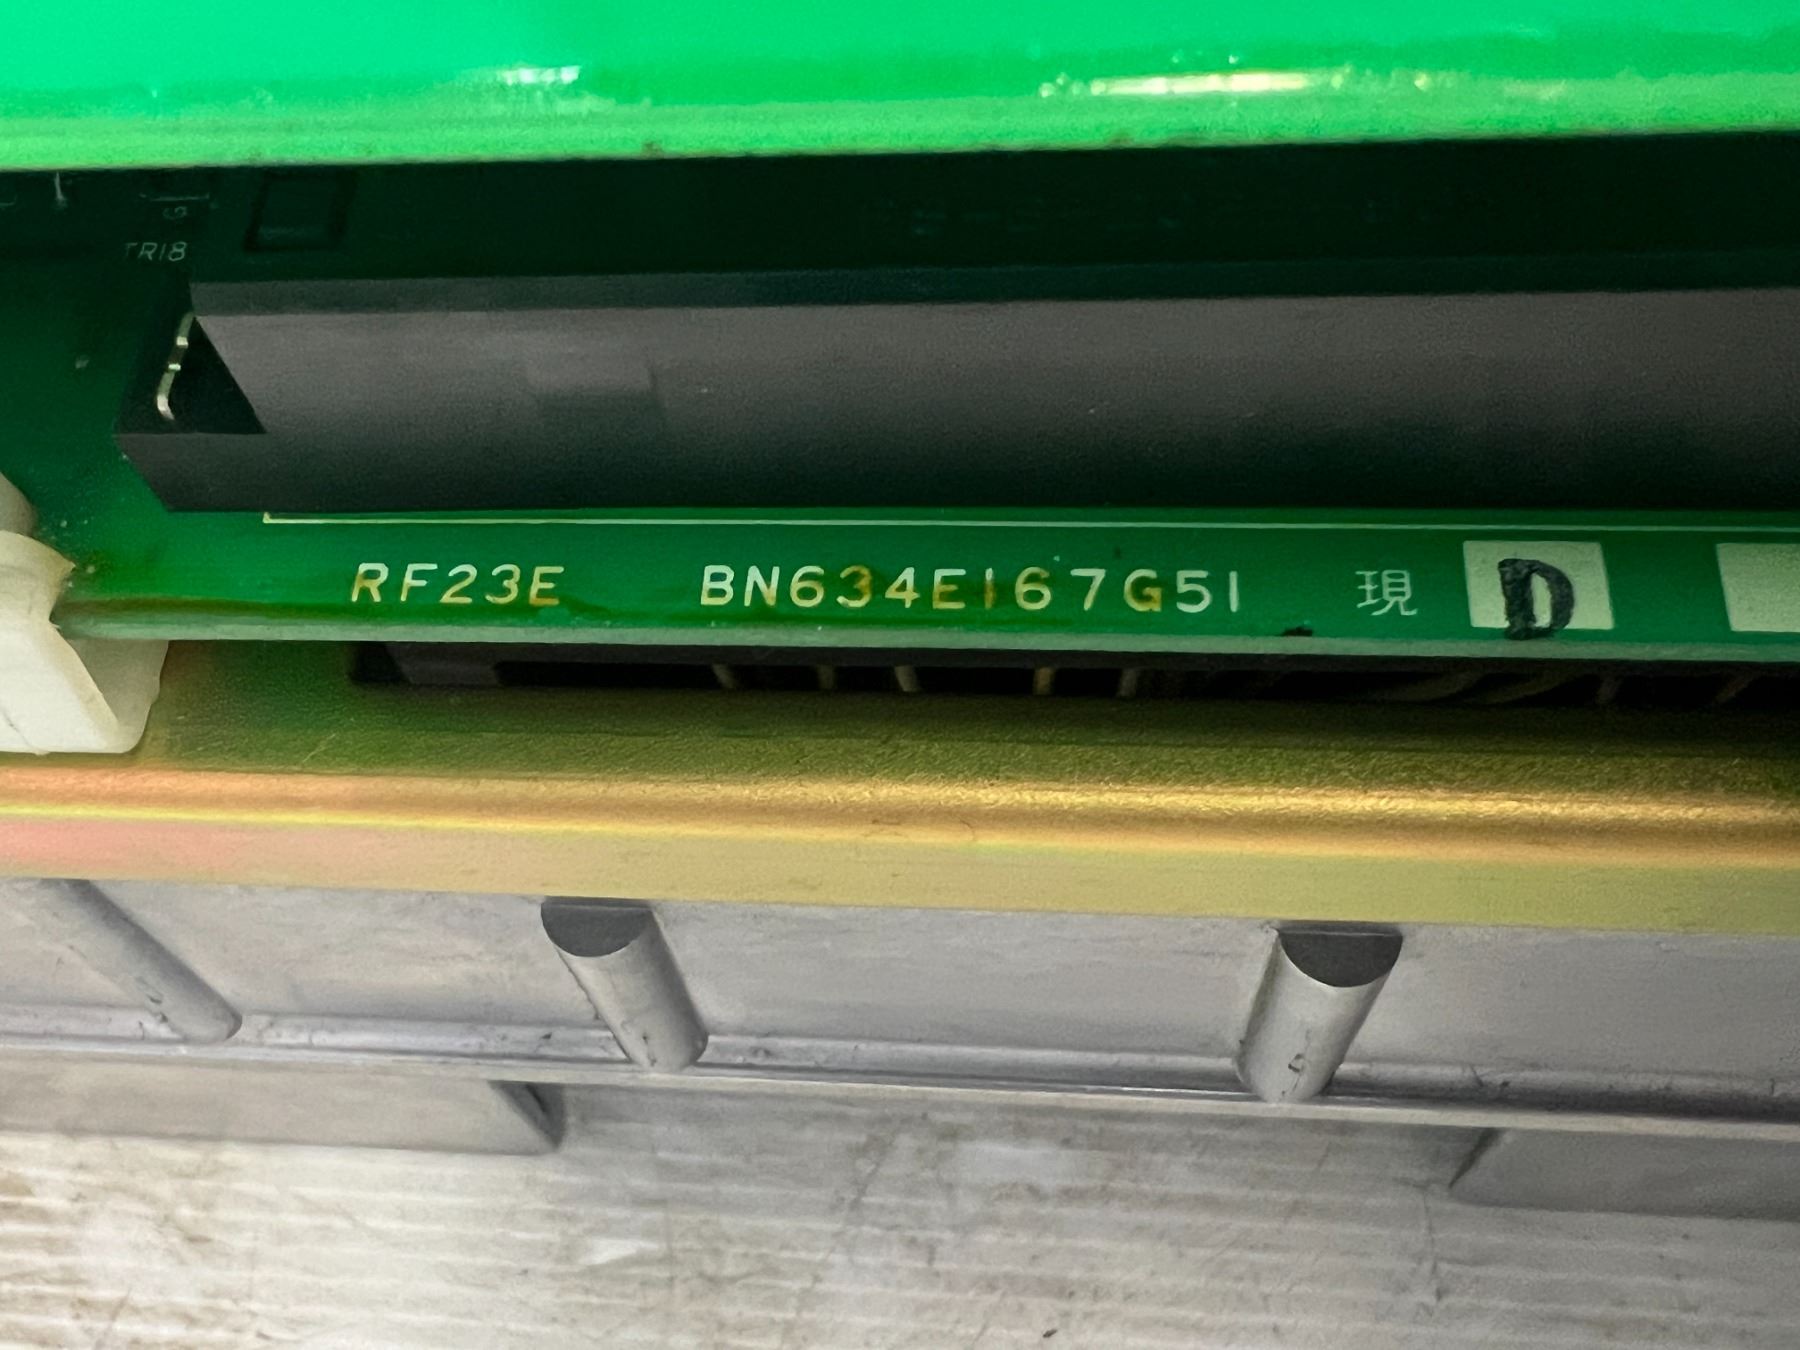 TR18
RF23E BN634E167G51 現 D